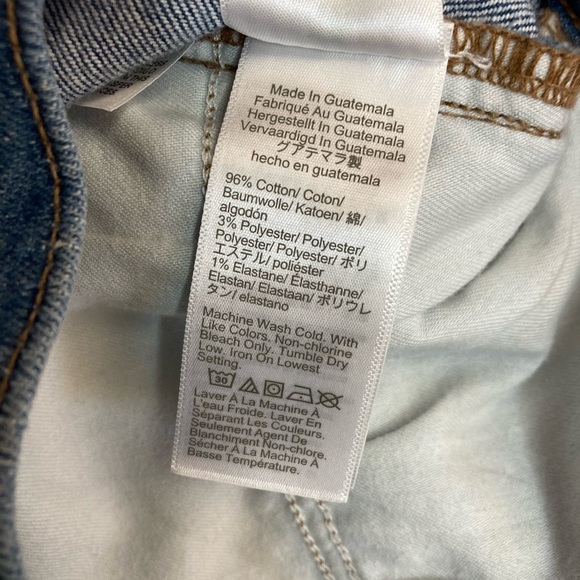 Made In Guatemala
Fabriqué Au Guatemala
Hergestellt In Guatemala
Vervaardigd In Guatemala
グアテマラ製
hecho en guatemala
96% Cotton/ Coton/
Baumwolle/ Katoen/ 綿/
algodón
3% Polyester/ Polyester/
Polyester/ Polyester/ ポリ
エステル/ poliéster
1% Elastane/ Élasthanne/
Elastan/ Elastaan/ ポリウレ
タン/ elastano
Machine Wash Cold. With
Like Colors. Non-chlorine
Bleach Only. Tumble Dry
Low. Iron On Lowest
Setting.
30
Laver À La Machine À
L'eau Froide. Laver En
Séparant Les Couleurs.
Seulement Agent De
Blanchiment Non-chlore.
Sécher À La Machine À
Basse Température.